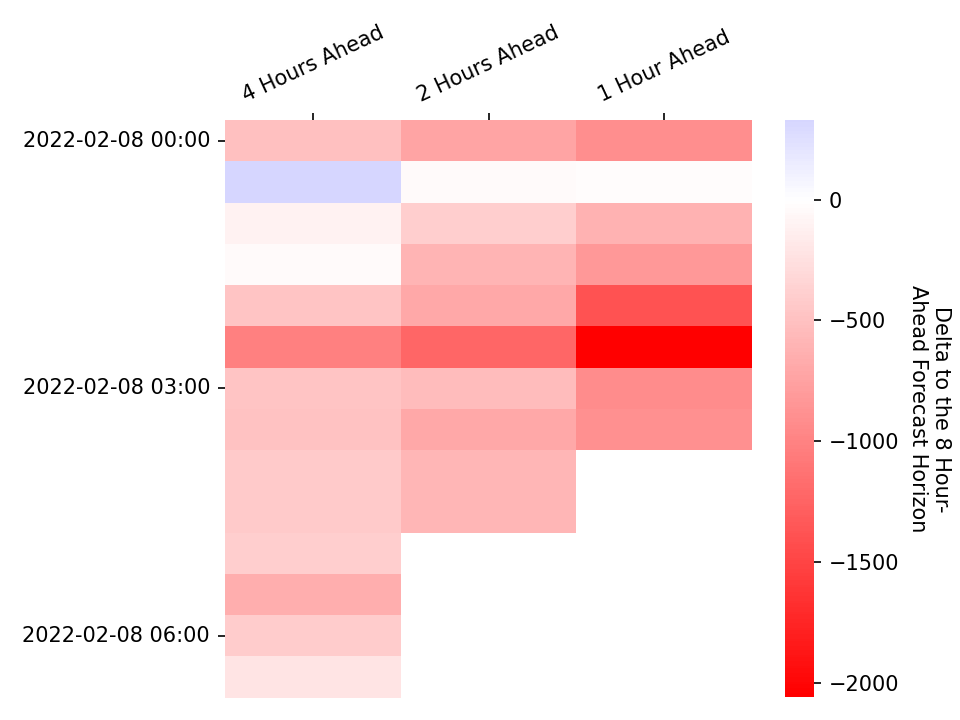 4 Hours Ahead
2 Hours Ahead
1 Hour Ahead
2022-02-08 00:00
2022-02-08 03:00
2022-02-08 06:00
0
−500
−1000
−1500
−2000
Delta to the 8 Hour-
Ahead Forecast Horizon